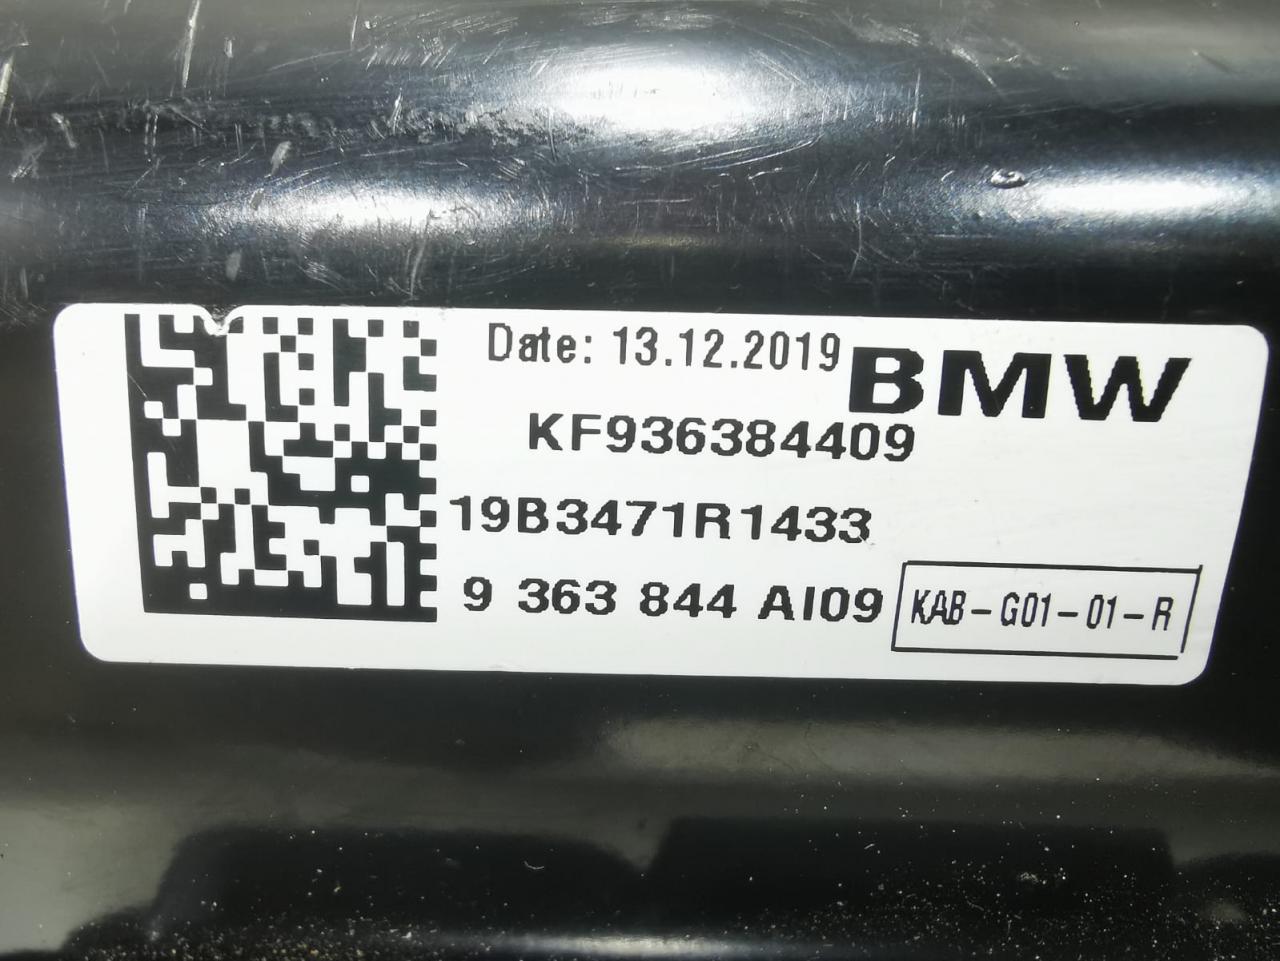 Date: 13.12.2019 BMW
KF936384409
19B3471R1433
9 363 844 AI09 KAB-G01-01-R